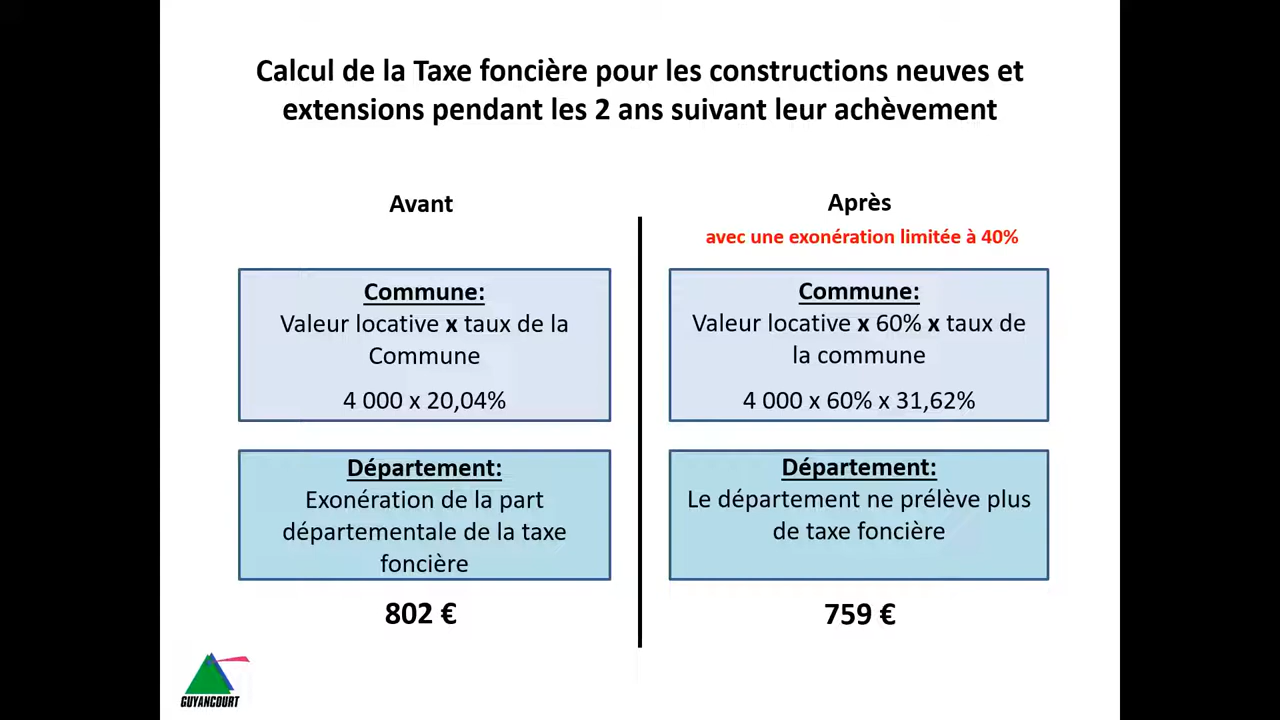 Calcul de la Taxe foncière pour les constructions neuves et
extensions pendant les 2 ans suivant leur achèvement
Avant
Commune:
Valeur locative x taux de la
Commune
4 000 x 20,04%
Département:
Exonération de la part
départementale de la taxe
foncière
802 €
Après
avec une exonération limitée à 40%
Commune:
Valeur locative x 60% x taux de
la commune
4 000 x 60% x 31,62%
Département:
Le département ne prélève plus
de taxe foncière
759 €
GUYANCOURT